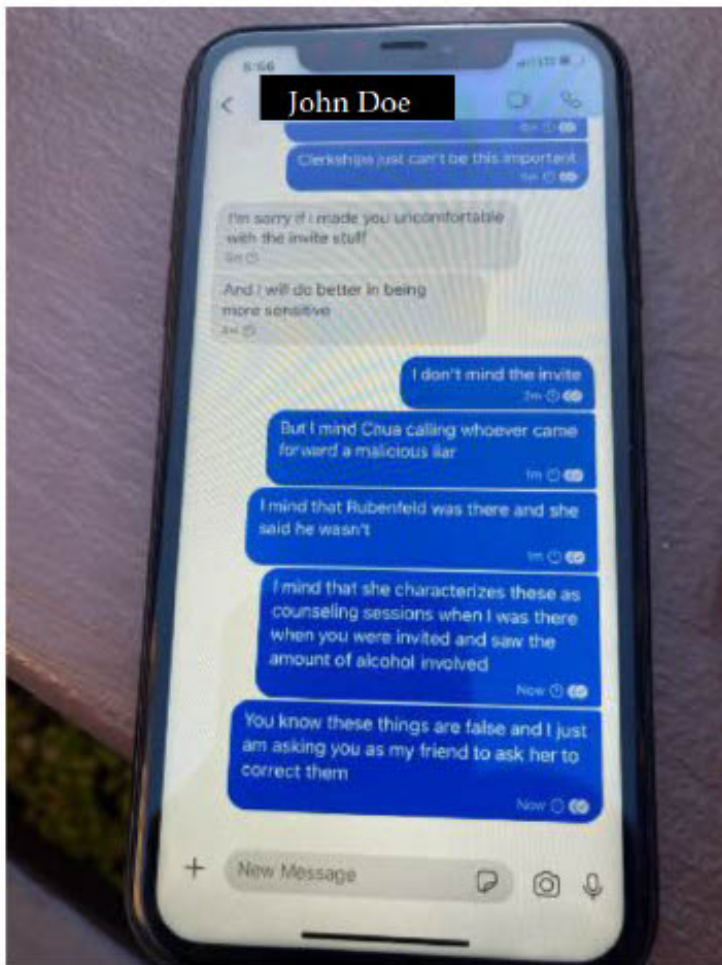 John Doe
Clerkships just can't be this important
I'm sorry if i made you uncomfortable
with the invite stuff
And I will do better in being
more sensitive
I don't mind the invite
2m
But I mind Chua calling whoever came
forward a malicious liar
1m
I mind that Rubenfeld was there and she
said he wasn't
1m
I mind that she characterizes these as
counseling sessions when I was there
when you were invited and saw the
amount of alcohol involved
Now
You know these things are false and I just
am asking you as my friend to ask her to
correct them
Now
New Message